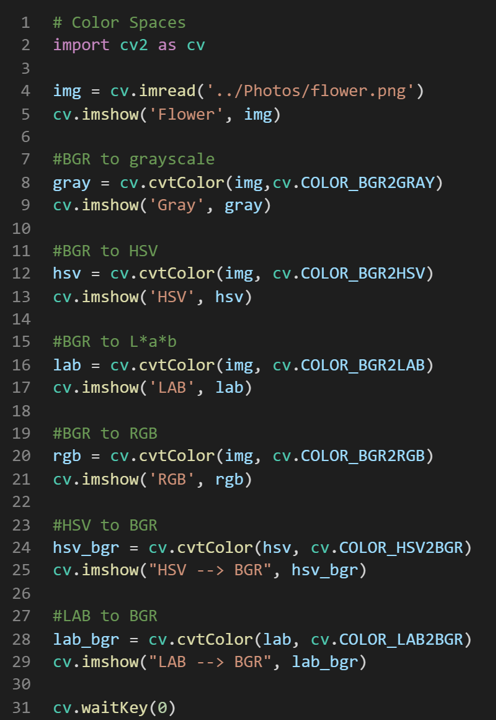 1 # Color Spaces
2 import cv2 as cv
3
4 img = cv.imread('../Photos/flower.png')
5 cv.imshow('Flower', img)
6
7 #BGR to grayscale
8 gray = cv.cvtColor(img,cv.COLOR_BGR2GRAY)
9 cv.imshow('Gray', gray)
10
11 #BGR to HSV
12 hsv = cv.cvtColor(img, cv.COLOR_BGR2HSV)
13 cv.imshow('HSV', hsv)
14
15 #BGR to L*a*b
16 lab = cv.cvtColor(img, cv.COLOR_BGR2LAB)
17 cv.imshow('LAB', lab)
18
19 #BGR to RGB
20 rgb = cv.cvtColor(img, cv.COLOR_BGR2RGB)
21 cv.imshow('RGB', rgb)
22
23 #HSV to BGR
24 hsv_bgr = cv.cvtColor(hsv, cv.COLOR_HSV2BGR)
25 cv.imshow("HSV --> BGR", hsv_bgr)
26
27 #LAB to BGR
28 lab_bgr = cv.cvtColor(lab, cv.COLOR_LAB2BGR)
29 cv.imshow("LAB --> BGR", lab_bgr)
30
31 cv.waitKey(0)